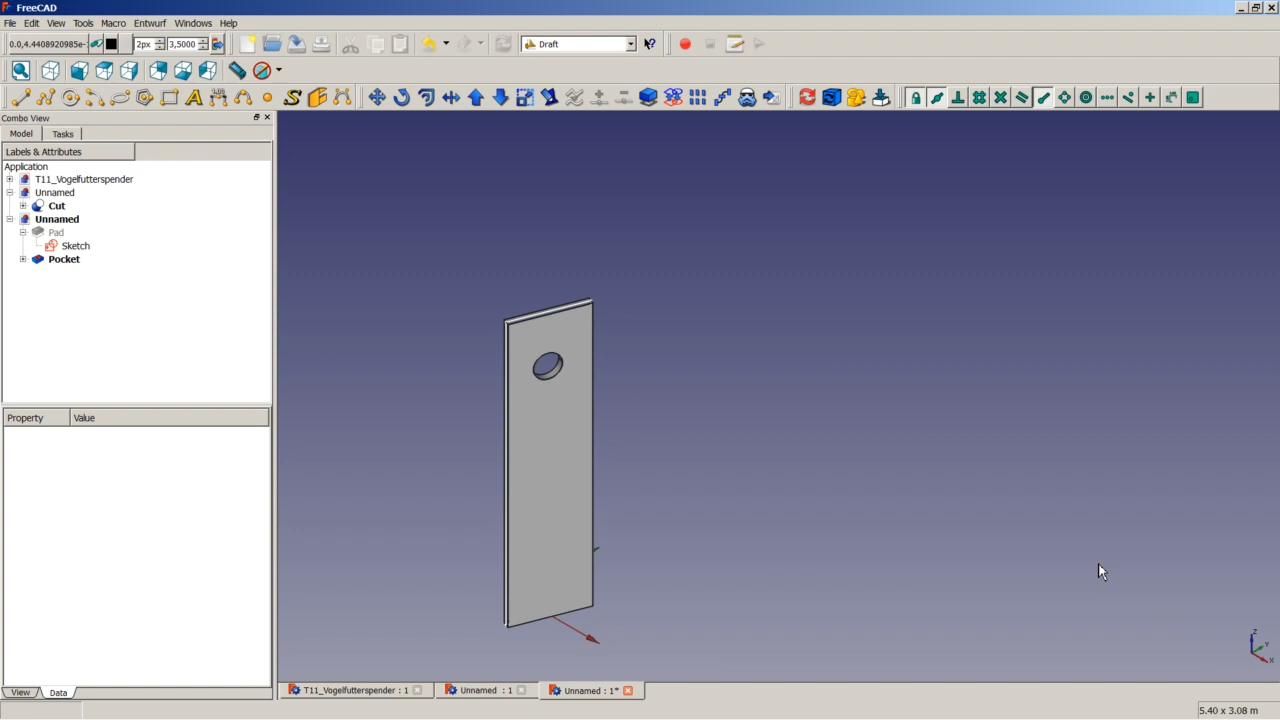 FreeCAD
File Edit View Tools Macro Entwurf Windows Help
0.0,4.4408920985e- 2px 3,5000 Draft
Combo View
Model Tasks
Labels & Attributes
Application
T11_Vogelfutterspender
Unnamed
Cut
Unnamed
Pad
Sketch
Pocket
Property Value
View Data
T11_Vogelfutterspender : 1 Unnamed : 1 Unnamed : 1*
Z
Y
X
5.40 x 3.08 m